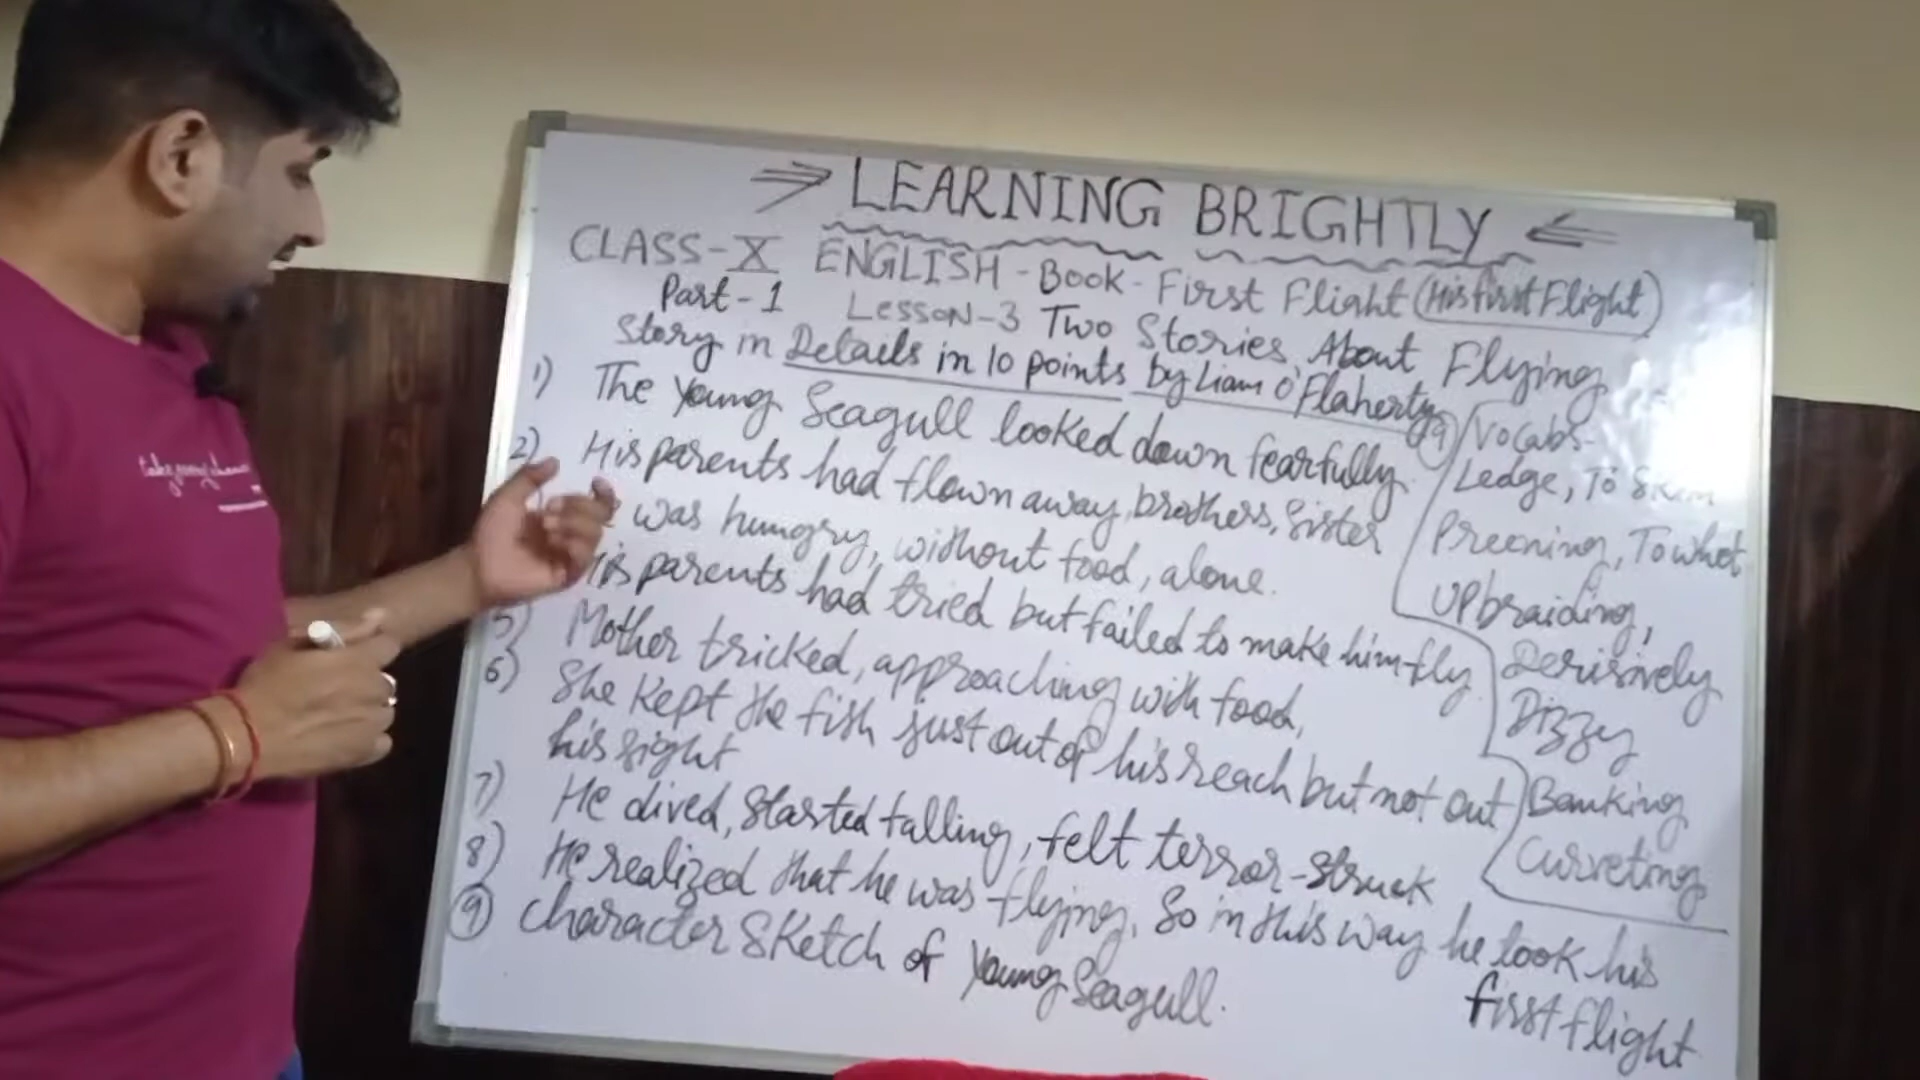 LEARNING BRIGHTLY
CLASS-X ENGLISH - Book - First Flight (His first Flight)
Part-1 Lesson-3 Two Stories About Flying
Story in Details in 10 points by Liam O'Flaherty
1) The Young Seagull looked down fearfully.
2) His parents had flown away, brothers, Sister
was hungry, without food, alone.
His parents had tried but failed to make him fly
5) Mother tricked, approaching with food,
6) She Kept the fish just out of his reach but not out
his sight
7) He dived, started falling, felt terror-struck
8) He realized that he was flying, So in this way he took his
first flight
9) Character Sketch of Young Seagull.
9) Vocabs-
Ledge, To Skim
Preening, To whet
Upbraiding,
Derisively
Dizzy
Banking
Curveting